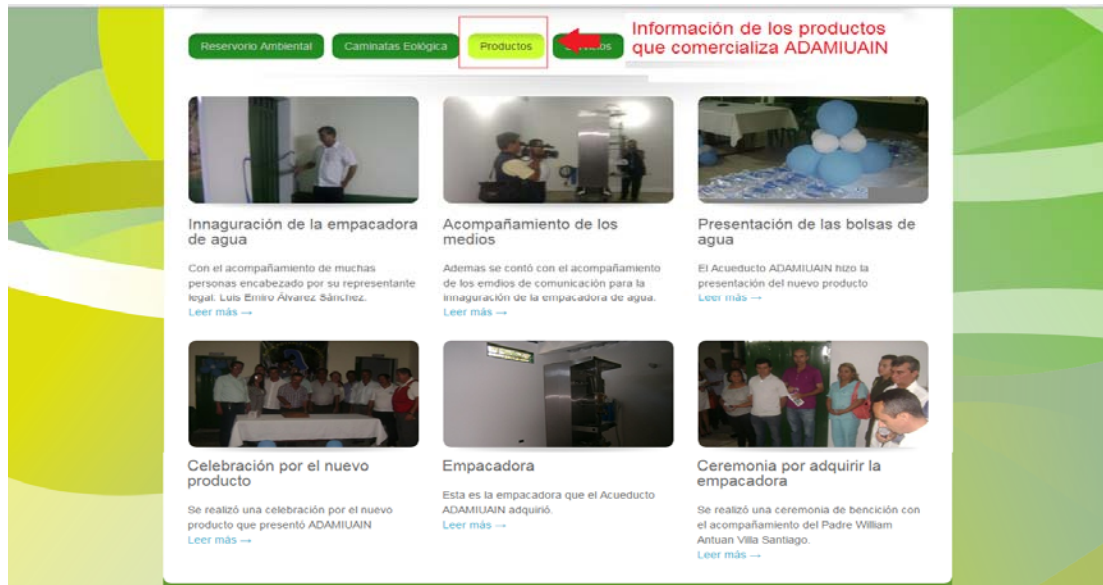 Reservorio Ambiental
Caminatas Eológica
Productos
Información de los productos
que comercializa ADAMIUAIN
Innaguración de la empacadora
de agua
Con el acompañamiento de muchas
personas encabezado por su representante
legal: Luis Emiro Álvarez Sánchez.
Leer más →
Acompañamiento de los
medios
Ademas se contó con el acompañamiento
de los emdios de comunicación para la
innaguración de la empacadora de agua.
Leer más →
Presentación de las bolsas de
agua
El Acueducto ADAMIUAIN hizo la
presentación del nuevo producto
Leer más →
Celebración por el nuevo
producto
Se realizó una celebración por el nuevo
producto que presentó ADAMIUAIN
Leer más →
Empacadora
Esta es la empacadora que el Acueducto
ADAMIUAIN adquirió.
Leer más →
Ceremonia por adquirir la
empacadora
Se realizó una ceremonia de bencición con
el acompañamiento del Padre William
Antuan Villa Santiago.
Leer más →